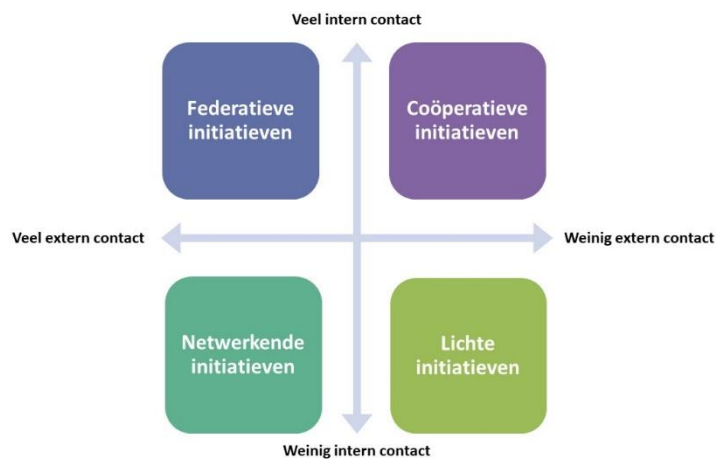 Veel intern contact
Federatieve
initiatieven
Coöperatieve
initiatieven
Veel extern contact
Weinig extern contact
Netwerkende
initiatieven
Lichte
initiatieven
Weinig intern contact